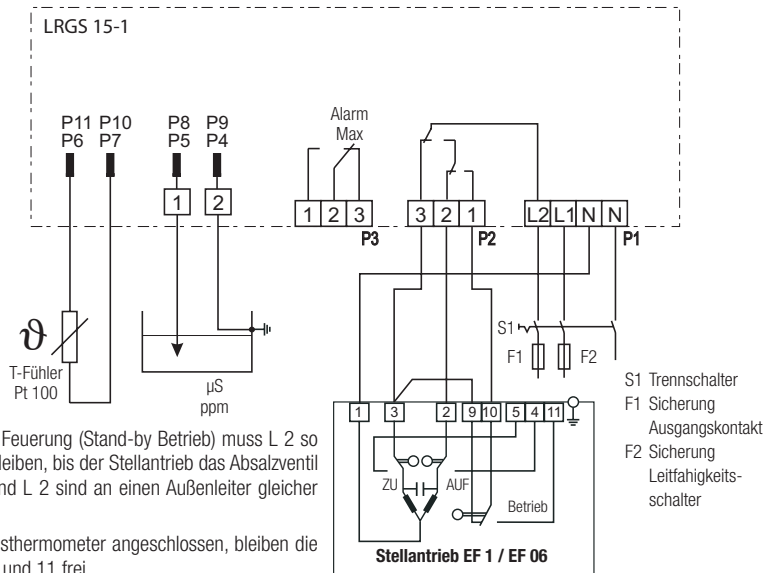 LRGS 15-1
P11 P10 P8 P9
P6 P7 P5 P4
Alarm
Max
1 2
1 2 3 3 2 1 L2 L1 N N
P3 P2 P1
ϑ
T-Fühler
Pt 100
µS
ppm
S1
F1 F2
S1 Trennschalter
F1 Sicherung
Ausgangskontakt
F2 Sicherung
Leitfahigkeits-
schalter
1 3 2 9 10 5 4 11
ZU AUF
Betrieb
Stellantrieb EF 1 / EF 06
Feuerung (Stand-by Betrieb) muss L 2 so
leiben, bis der Stellantrieb das Absalzventil
nd L 2 sind an einen Außenleiter gleicher
sthermometer angeschlossen, bleiben die
und 11 frei